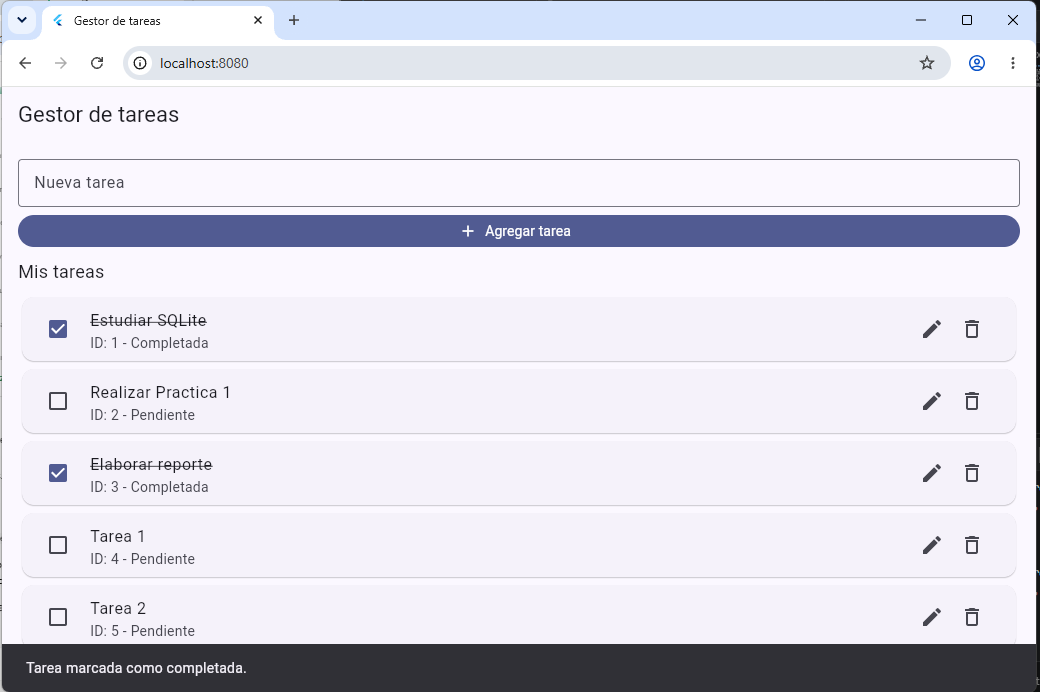 Gestor de tareas
localhost:8080
Gestor de tareas
Nueva tarea
Agregar tarea
Mis tareas
Estudiar SQLite
ID: 1 - Completada
Realizar Practica 1
ID: 2 - Pendiente
Elaborar reporte
ID: 3 - Completada
Tarea 1
ID: 4 - Pendiente
Tarea 2
ID: 5 - Pendiente
Tarea marcada como completada.